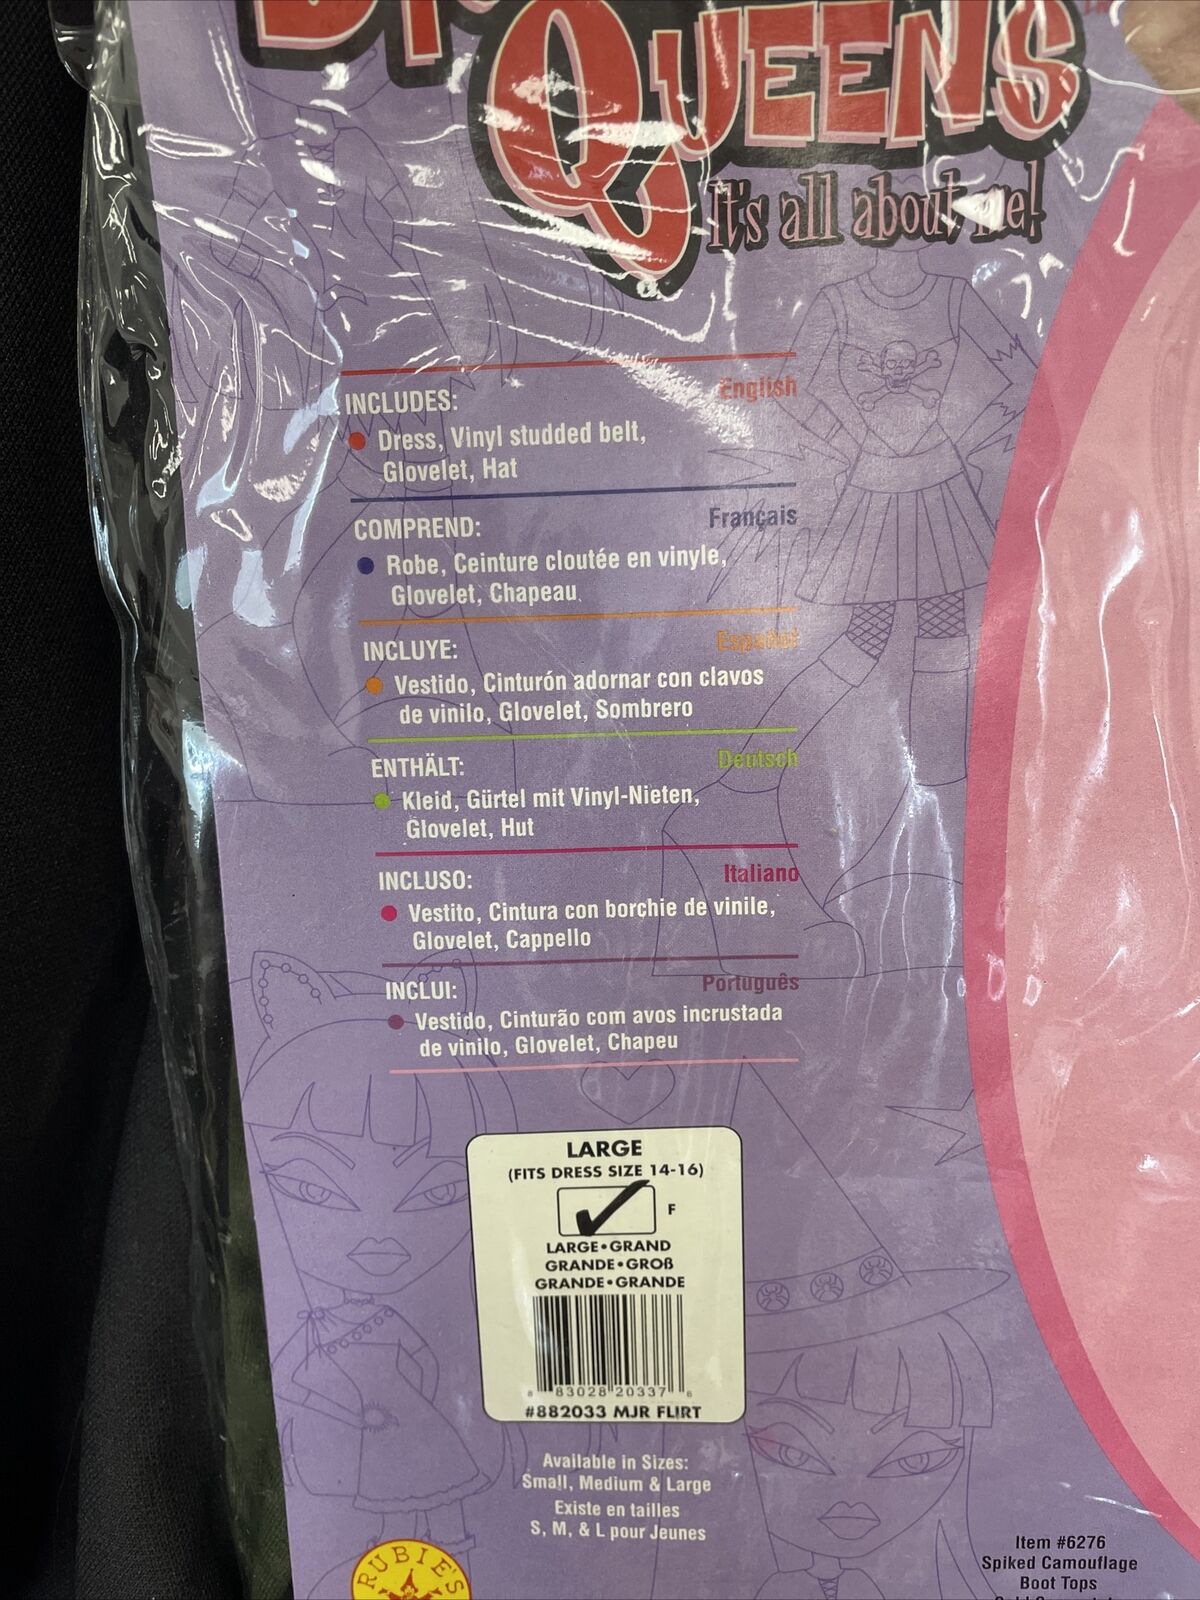 QUEENS
It's all about me!
English
INCLUDES:
Dress, Vinyl studded belt,
Glovelet, Hat
Français
COMPREND:
Robe, Ceinture cloutée en vinyle,
Glovelet, Chapeau
Español
INCLUYE:
Vestido, Cinturón adornar con clavos
de vinilo, Glovelet, Sombrero
Deutsch
ENTHÄLT:
Kleid, Gürtel mit Vinyl-Nieten,
Glovelet, Hut
Italiano
INCLUSO:
Vestito, Cintura con borchie de vinile,
Glovelet, Cappello
Português
INCLUI:
Vestido, Cinturão com avos incrustada
de vinilo, Glovelet, Chapeu
LARGE
(FITS DRESS SIZE 14-16)
F
LARGE•GRAND
GRANDE•GROß
GRANDE•GRANDE
8 83028 20337 6
#882033 MJR FLIRT
Available in Sizes:
Small, Medium & Large
Existe en tailles
S, M, & L pour Jeunes
RUBIE'S
Item #6276
Spiked Camouflage
Boot Tops